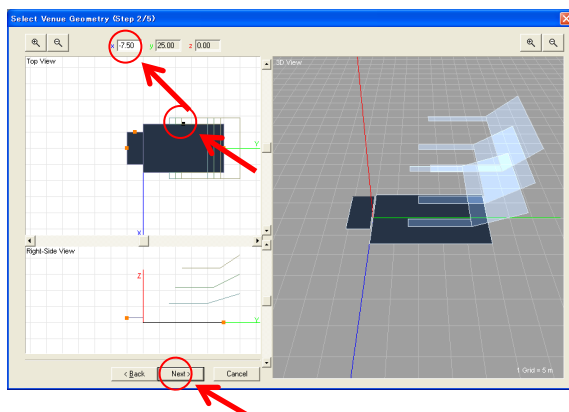 Select Venue Geometry (Step 2/5)
x -7.50 y 25.00 z 0.00
Top View
3D View
Y
X
Right-Side View
Z
Y
< Back Next > Cancel
1 Grid = 5 m